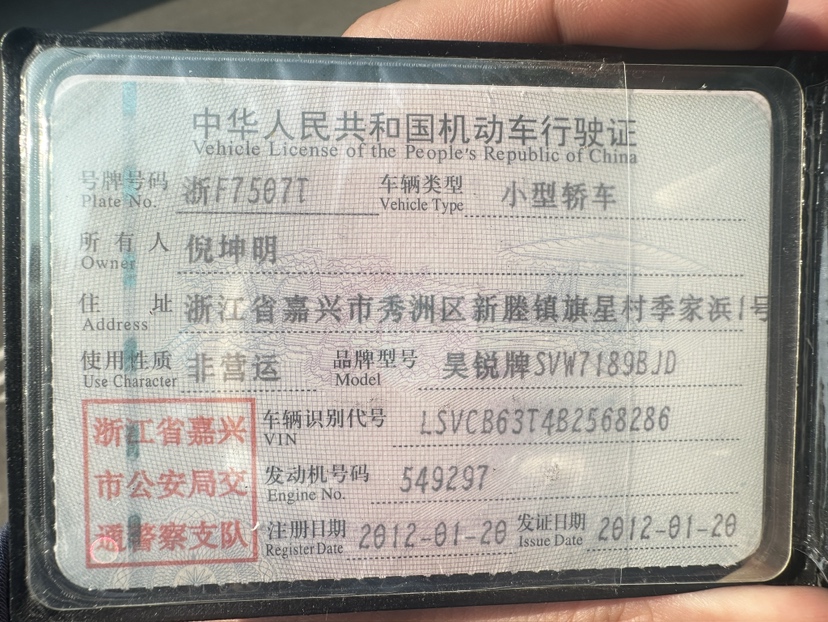 中华人民共和国机动车行驶证
Vehicle License of the People's Republic of China
号牌号码 浙F7507T 车辆类型 小型轿车
Plate No. Vehicle Type
所有人 倪坤明
Owner
住址 浙江省嘉兴市秀洲区新塍镇旗星村季家浜1号
Address
使用性质 非营运 品牌型号 昊锐牌SVW7189BJD
Use Character Model
浙江省嘉兴
市公安局交
通警察支队
车辆识别代号 LSVCB63T4B2568286
VIN
发动机号码 549297
Engine No.
注册日期 2012-01-20 发证日期 2012-01-20
Register Date Issue Date